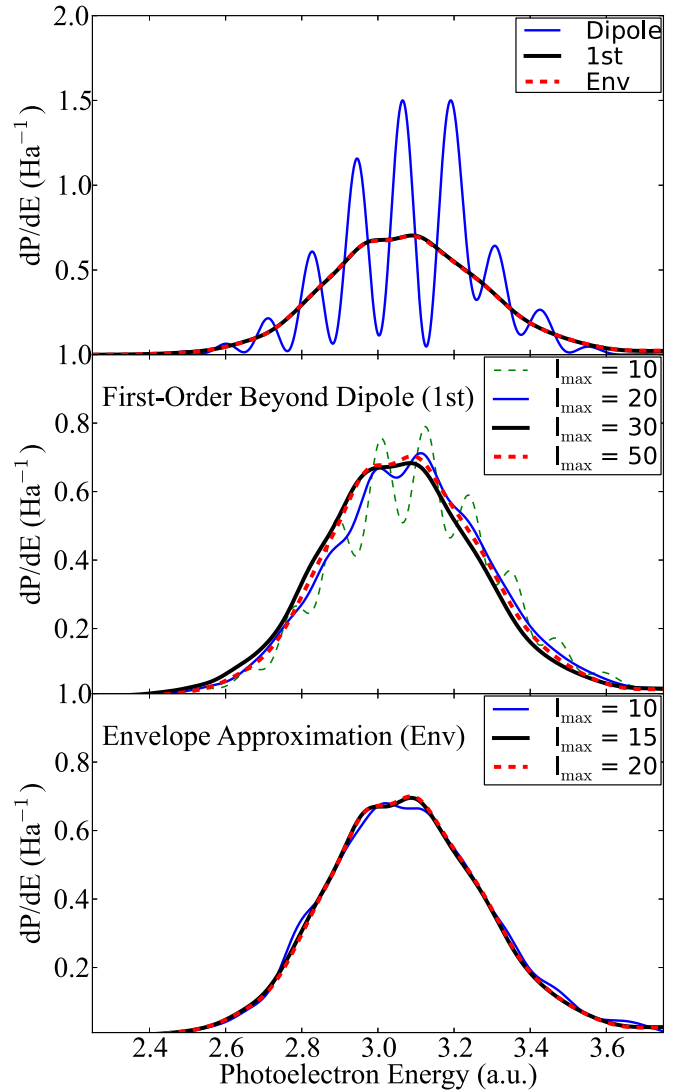 2.0
1.5
1.0
0.5
1.0
dP/dE (Ha⁻¹)
Dipole
1st
Env
First-Order Beyond Dipole (1st)
0.8
0.6
0.4
0.2
1.0
dP/dE (Ha⁻¹)
l_max = 10
l_max = 20
l_max = 30
l_max = 50
Envelope Approximation (Env)
0.8
0.6
0.4
0.2
dP/dE (Ha⁻¹)
l_max = 10
l_max = 15
l_max = 20
2.4 2.6 2.8 3.0 3.2 3.4 3.6
Photoelectron Energy (a.u.)